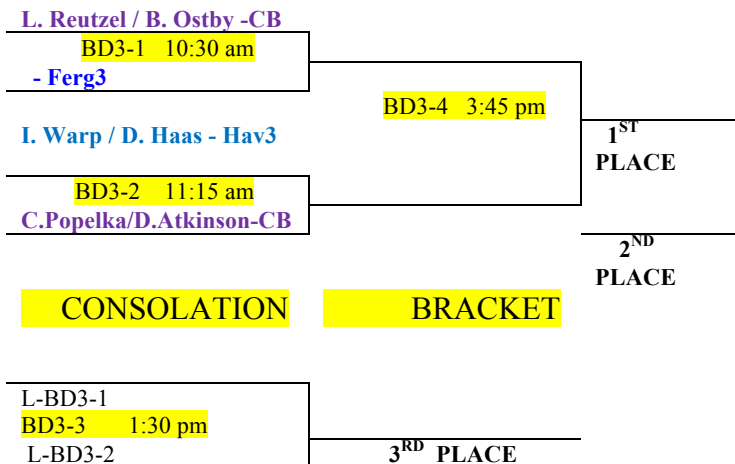 L. Reutzel / B. Ostby -CB
BD3-1 10:30 am
- Ferg3
BD3-4 3:45 pm
I. Warp / D. Haas - Hav3
1ST
PLACE
BD3-2 11:15 am
C.Popelka/D.Atkinson-CB
2ND
PLACE
CONSOLATION BRACKET
L-BD3-1
BD3-3 1:30 pm
L-BD3-2
3RD PLACE